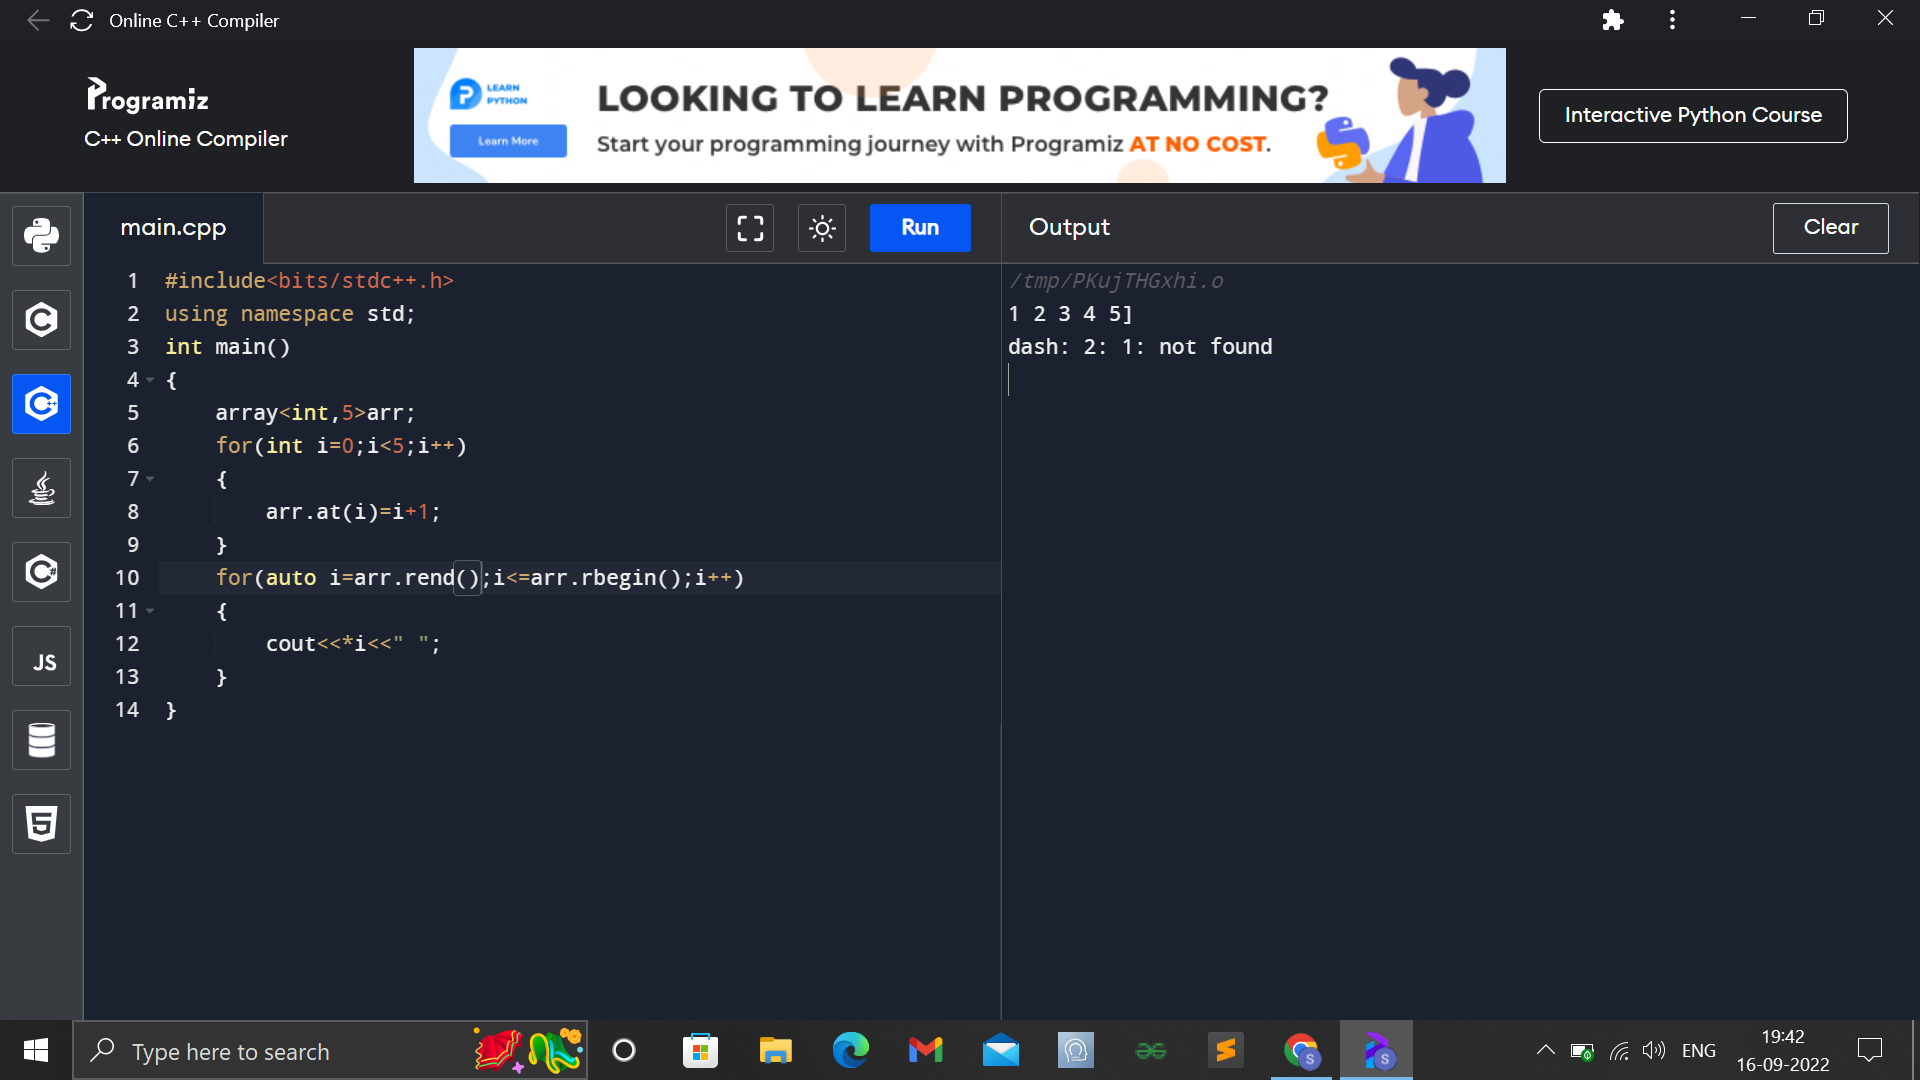 Online C++ Compiler
Programiz
C++ Online Compiler
LEARN
PYTHON
Learn More
LOOKING TO LEARN PROGRAMMING?
Start your programming journey with Programiz AT NO COST.
Interactive Python Course
main.cpp
Run
Output
Clear
1 #include<bits/stdc++.h>
2 using namespace std;
3 int main()
4 {
5 array<int,5>arr;
6 for(int i=0;i<5;i++)
7 {
8 arr.at(i)=i+1;
9 }
10 for(auto i=arr.rend();i<=arr.rbegin();i++)
11 {
12 cout<<*i<<" ";
13 }
14 }
/tmp/PKujTHGxhi.o
1 2 3 4 5]
dash: 2: 1: not found
JS
Type here to search
S
S
ENG
19:42
16-09-2022